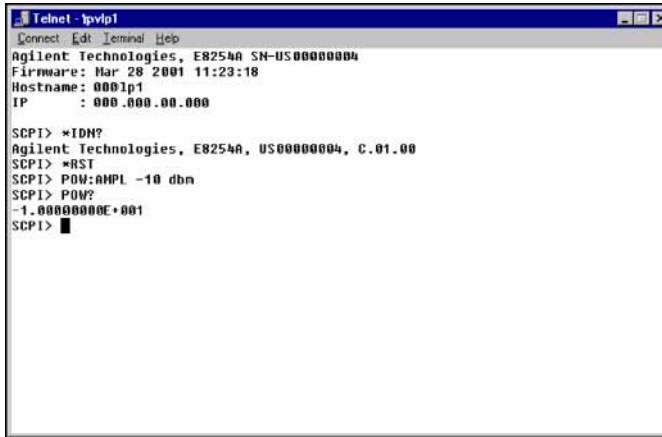 Telnet - tpvlp1
Connect Edit Terminal Help
Agilent Technologies, E8254A SN-US00000004
Firmware: Mar 28 2001 11:23:18
Hostname: 000lp1
IP : 000.000.00.000
SCPI> *IDN?
Agilent Technologies, E8254A, US00000004, C.01.00
SCPI> *RST
SCPI> POW:AMPL -10 dbm
SCPI> POW?
-1.00000000E+001
SCPI>